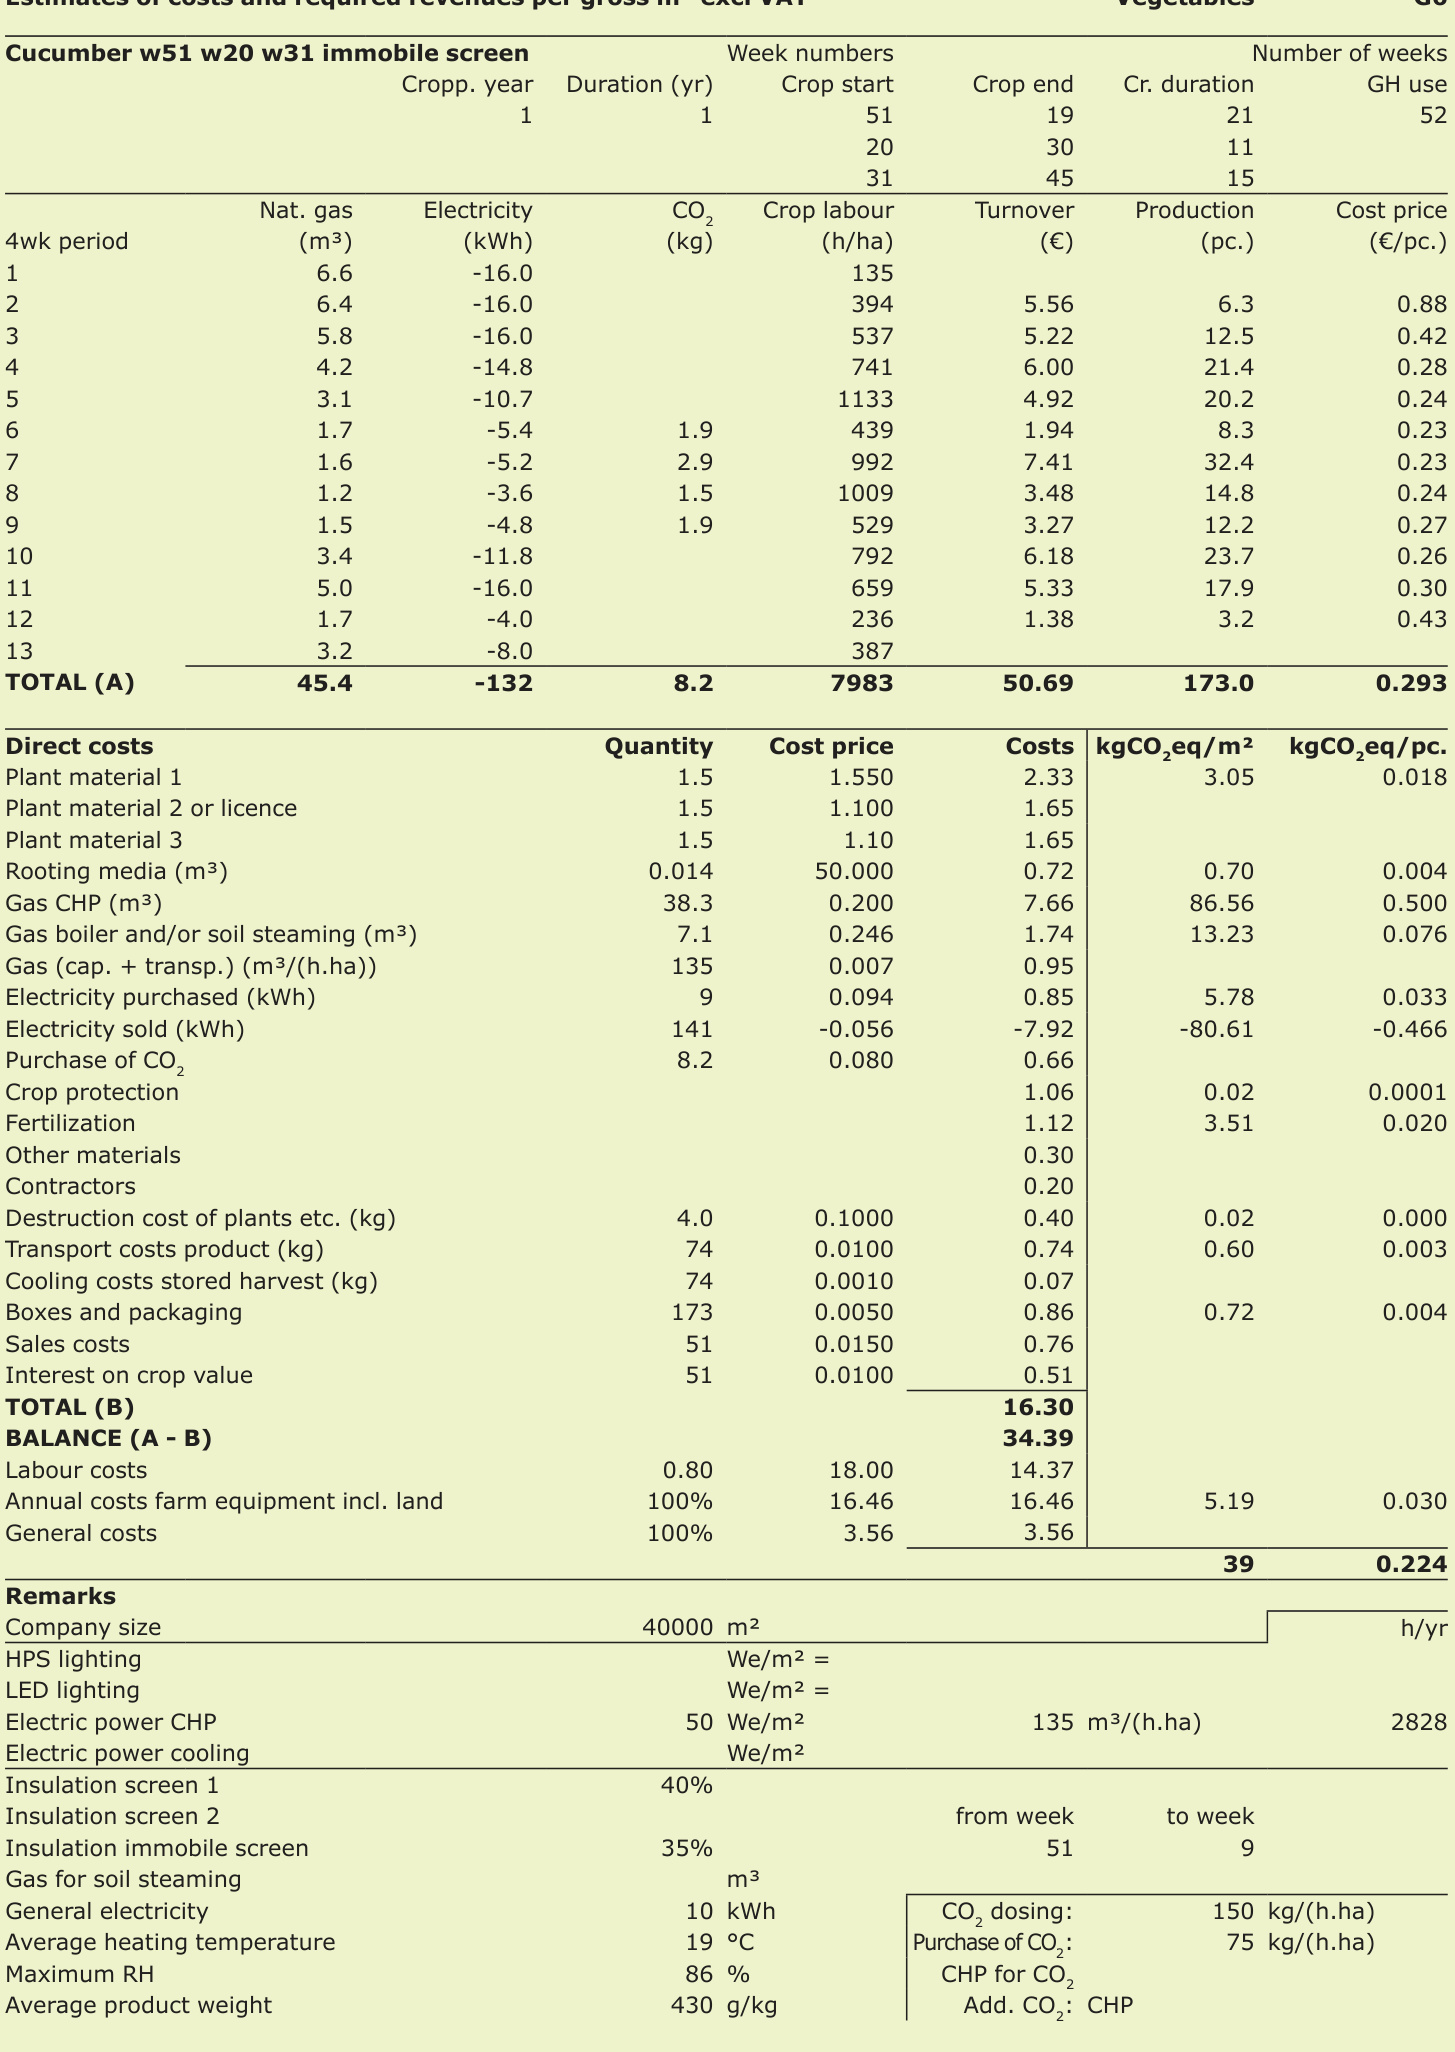 Estimates of costs and required revenues per gross m² excl VAT Vegetables G6
Cucumber w51 w20 w31 immobile screen Week numbers Number of weeks
Cropp. year Duration (yr) Crop start Crop end Cr. duration GH use
1 1 51 19 21 52
20 30 11
31 45 15
Nat. gas Electricity CO₂ Crop labour Turnover Production Cost price
4wk period (m³) (kWh) (kg) (h/ha) (€) (pc.) (€/pc.)
1 6.6 -16.0 135
2 6.4 -16.0 394 5.56 6.3 0.88
3 5.8 -16.0 537 5.22 12.5 0.42
4 4.2 -14.8 741 6.00 21.4 0.28
5 3.1 -10.7 1133 4.92 20.2 0.24
6 1.7 -5.4 1.9 439 1.94 8.3 0.23
7 1.6 -5.2 2.9 992 7.41 32.4 0.23
8 1.2 -3.6 1.5 1009 3.48 14.8 0.24
9 1.5 -4.8 1.9 529 3.27 12.2 0.27
10 3.4 -11.8 792 6.18 23.7 0.26
11 5.0 -16.0 659 5.33 17.9 0.30
12 1.7 -4.0 236 1.38 3.2 0.43
13 3.2 -8.0 387
TOTAL (A) 45.4 -132 8.2 7983 50.69 173.0 0.293
Direct costs Quantity Cost price Costs kgCO₂eq/m² kgCO₂eq/pc.
Plant material 1 1.5 1.550 2.33 3.05 0.018
Plant material 2 or licence 1.5 1.100 1.65
Plant material 3 1.5 1.10 1.65
Rooting media (m³) 0.014 50.000 0.72 0.70 0.004
Gas CHP (m³) 38.3 0.200 7.66 86.56 0.500
Gas boiler and/or soil steaming (m³) 7.1 0.246 1.74 13.23 0.076
Gas (cap. + transp.) (m³/(h.ha)) 135 0.007 0.95
Electricity purchased (kWh) 9 0.094 0.85 5.78 0.033
Electricity sold (kWh) 141 -0.056 -7.92 -80.61 -0.466
Purchase of CO₂ 8.2 0.080 0.66
Crop protection 1.06 0.02 0.0001
Fertilization 1.12 3.51 0.020
Other materials 0.30
Contractors 0.20
Destruction cost of plants etc. (kg) 4.0 0.1000 0.40 0.02 0.000
Transport costs product (kg) 74 0.0100 0.74 0.60 0.003
Cooling costs stored harvest (kg) 74 0.0010 0.07
Boxes and packaging 173 0.0050 0.86 0.72 0.004
Sales costs 51 0.0150 0.76
Interest on crop value 51 0.0100 0.51
TOTAL (B) 16.30
BALANCE (A - B) 34.39
Labour costs 0.80 18.00 14.37
Annual costs farm equipment incl. land 100% 16.46 16.46 5.19 0.030
General costs 100% 3.56 3.56
39 0.224
Remarks
Company size 40000 m² h/yr
HPS lighting We/m² =
LED lighting We/m² =
Electric power CHP 50 We/m² 135 m³/(h.ha) 2828
Electric power cooling We/m²
Insulation screen 1 40%
Insulation screen 2 from week to week
Insulation immobile screen 35% 51 9
Gas for soil steaming m³
General electricity 10 kWh CO₂ dosing: 150 kg/(h.ha)
Average heating temperature 19 °C Purchase of CO₂: 75 kg/(h.ha)
Maximum RH 86 % CHP for CO₂
Average product weight 430 g/kg Add. CO₂: CHP